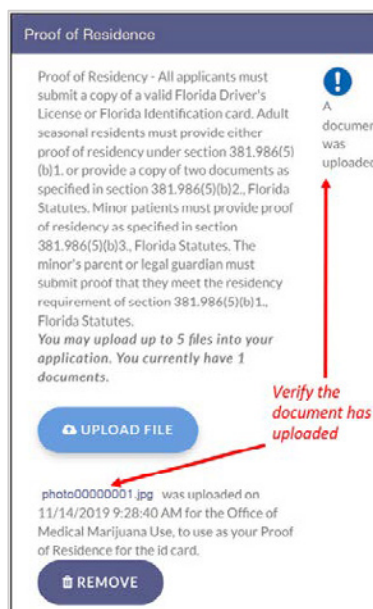 Proof of Residence
Proof of Residency - All applicants must
submit a copy of a valid Florida Driver's
License or Florida Identification card. Adult
seasonal residents must provide either
proof of residency under section 381.986(5)
(b)1. or provide a copy of two documents as
specified in section 381.986(5)(b)2., Florida
Statutes. Minor patients must provide proof
of residency as specified in section
381.986(5)(b)3., Florida Statutes. The
minor's parent or legal guardian must
submit proof that they meet the residency
requirement of section 381.986(5)(b)1.,
Florida Statutes.
You may upload up to 5 files into your
application. You currently have 1
documents.
A
documen
was
uploaded
Verify the
document has
uploaded
UPLOAD FILE
photo00000001.jpg was uploaded on
11/14/2019 9:28:40 AM for the Office of
Medical Marijuana Use, to use as your Proof
of Residence for the id card.
REMOVE